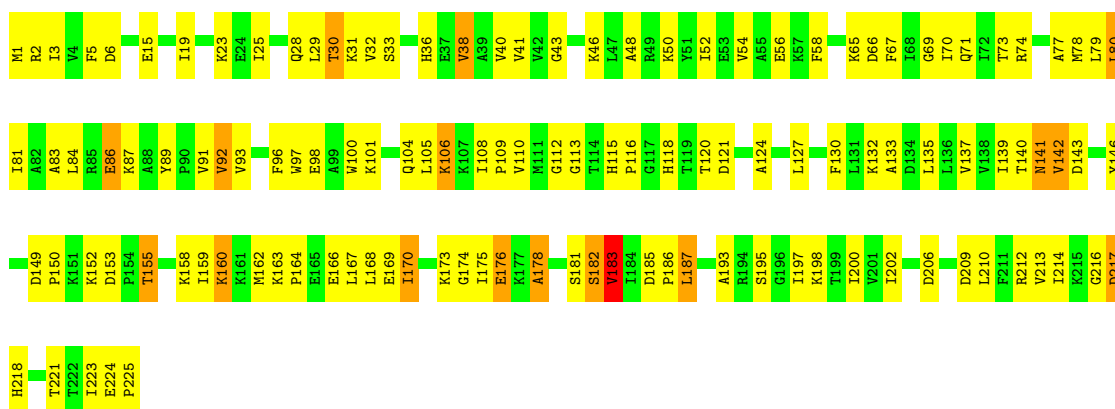 M1 R2 I3 V4 F5 D6 E15 I19 K23 E24 I25 Q28 L29 T30 K31 V32 S33 H36 E37 V38 A39 V40 V41 V42 G43 K46 L47 A48 R49 K50 Y51 I52 E53 V54 A55 E56 K57 F58 K65 D66 F67 I68 G69 I70 Q71 I72 T73 R74 A77 M78 L79 L80
I81 A82 A83 L84 R85 E86 K87 A88 Y89 P90 V91 V92 V93 F96 W97 E98 A99 W100 K101 Q104 L105 K106 K107 I108 P109 V110 M111 G112 G113 T114 H115 P116 G117 H118 T119 T120 D121 A124 L127 F130 L131 K132 A133 D134 L135 L136 V137 V138 I139 T140 N141 V142 D143 Y146
D149 P150 K151 K152 D153 P154 T155 K158 I159 K160 K161 M162 K163 P164 E165 E166 L167 L168 E169 I170 K173 G174 I175 E176 K177 A178 S181 S182 V183 I184 D185 P186 L187 A193 R194 S195 G196 I197 K198 T199 I200 V201 I202 D206 D209 L210 F211 R212 V213 I214 K215 G216 D217
H218 T221 T222 I223 E224 P225